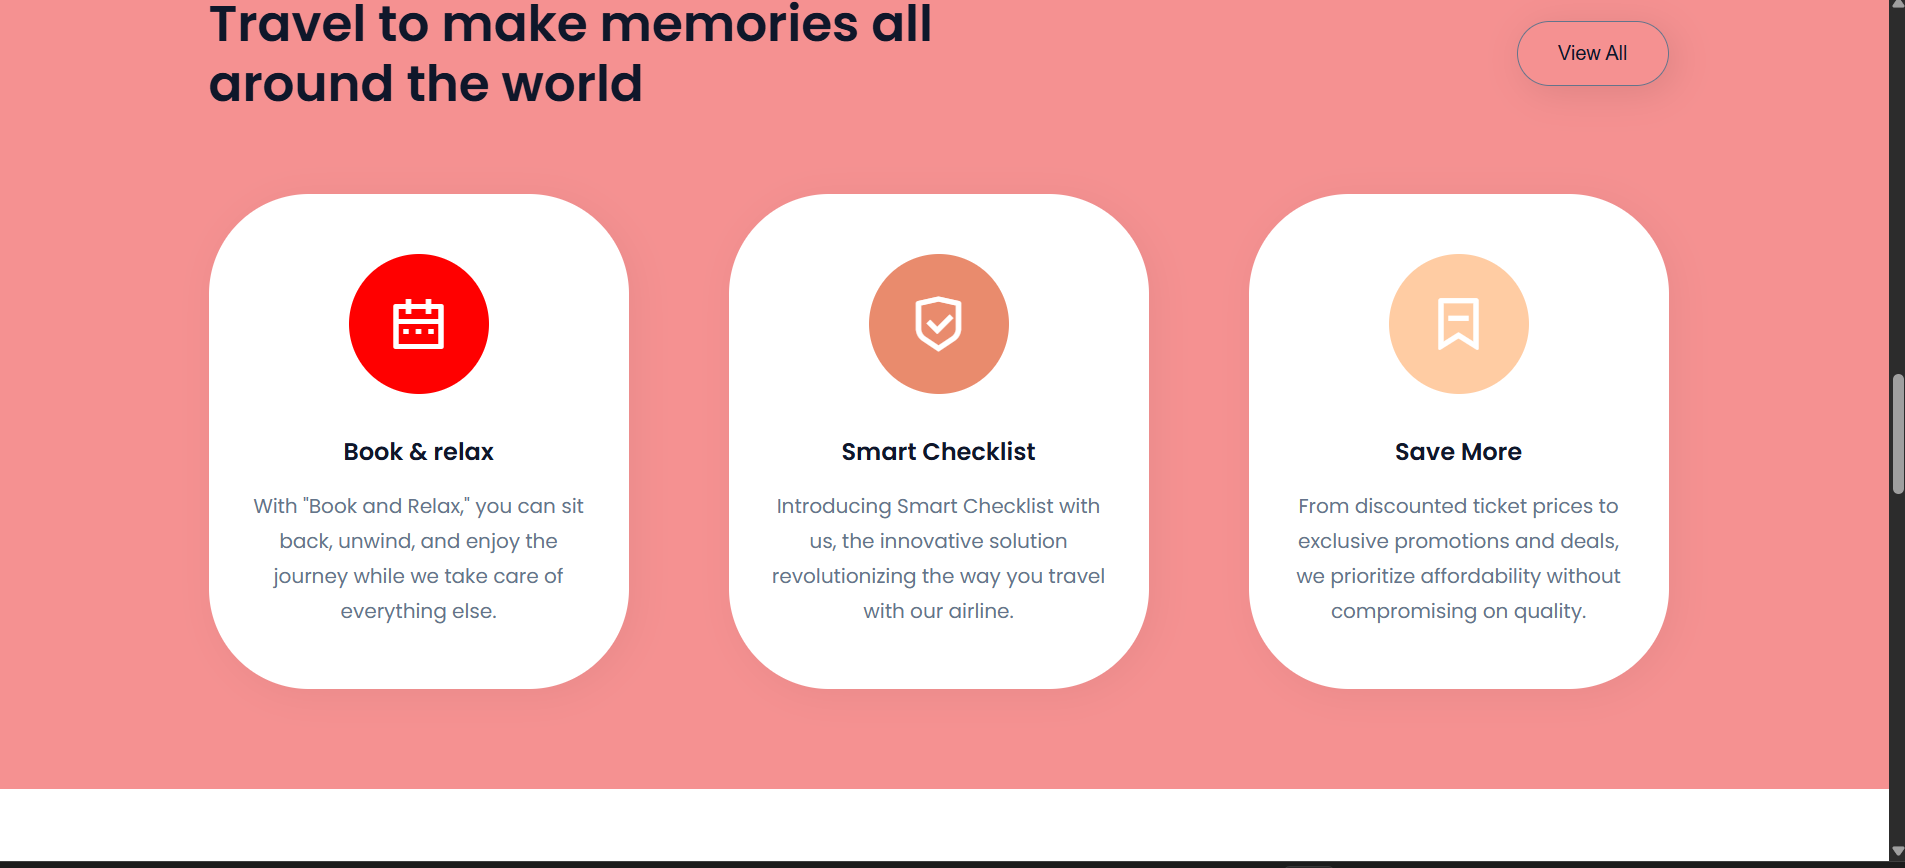 Travel to make memories all
around the world
View All
Book & relax
With "Book and Relax," you can sit
back, unwind, and enjoy the
journey while we take care of
everything else.
Smart Checklist
Introducing Smart Checklist with
us, the innovative solution
revolutionizing the way you travel
with our airline.
Save More
From discounted ticket prices to
exclusive promotions and deals,
we prioritize affordability without
compromising on quality.